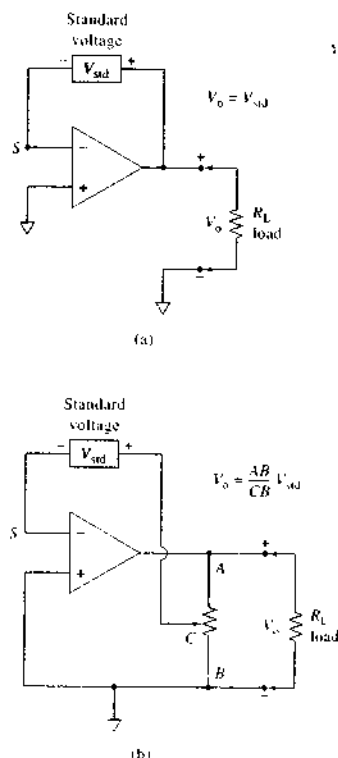 Standard
voltage
− V_std +
V_o = V_std
S
−
+
+
V_o
R_L
load
−
(a)
Standard
voltage
− V_std +
V_o = AB/CB V_std
S
−
+
A
+
C
V_o
R_L
load
B
−
(b)